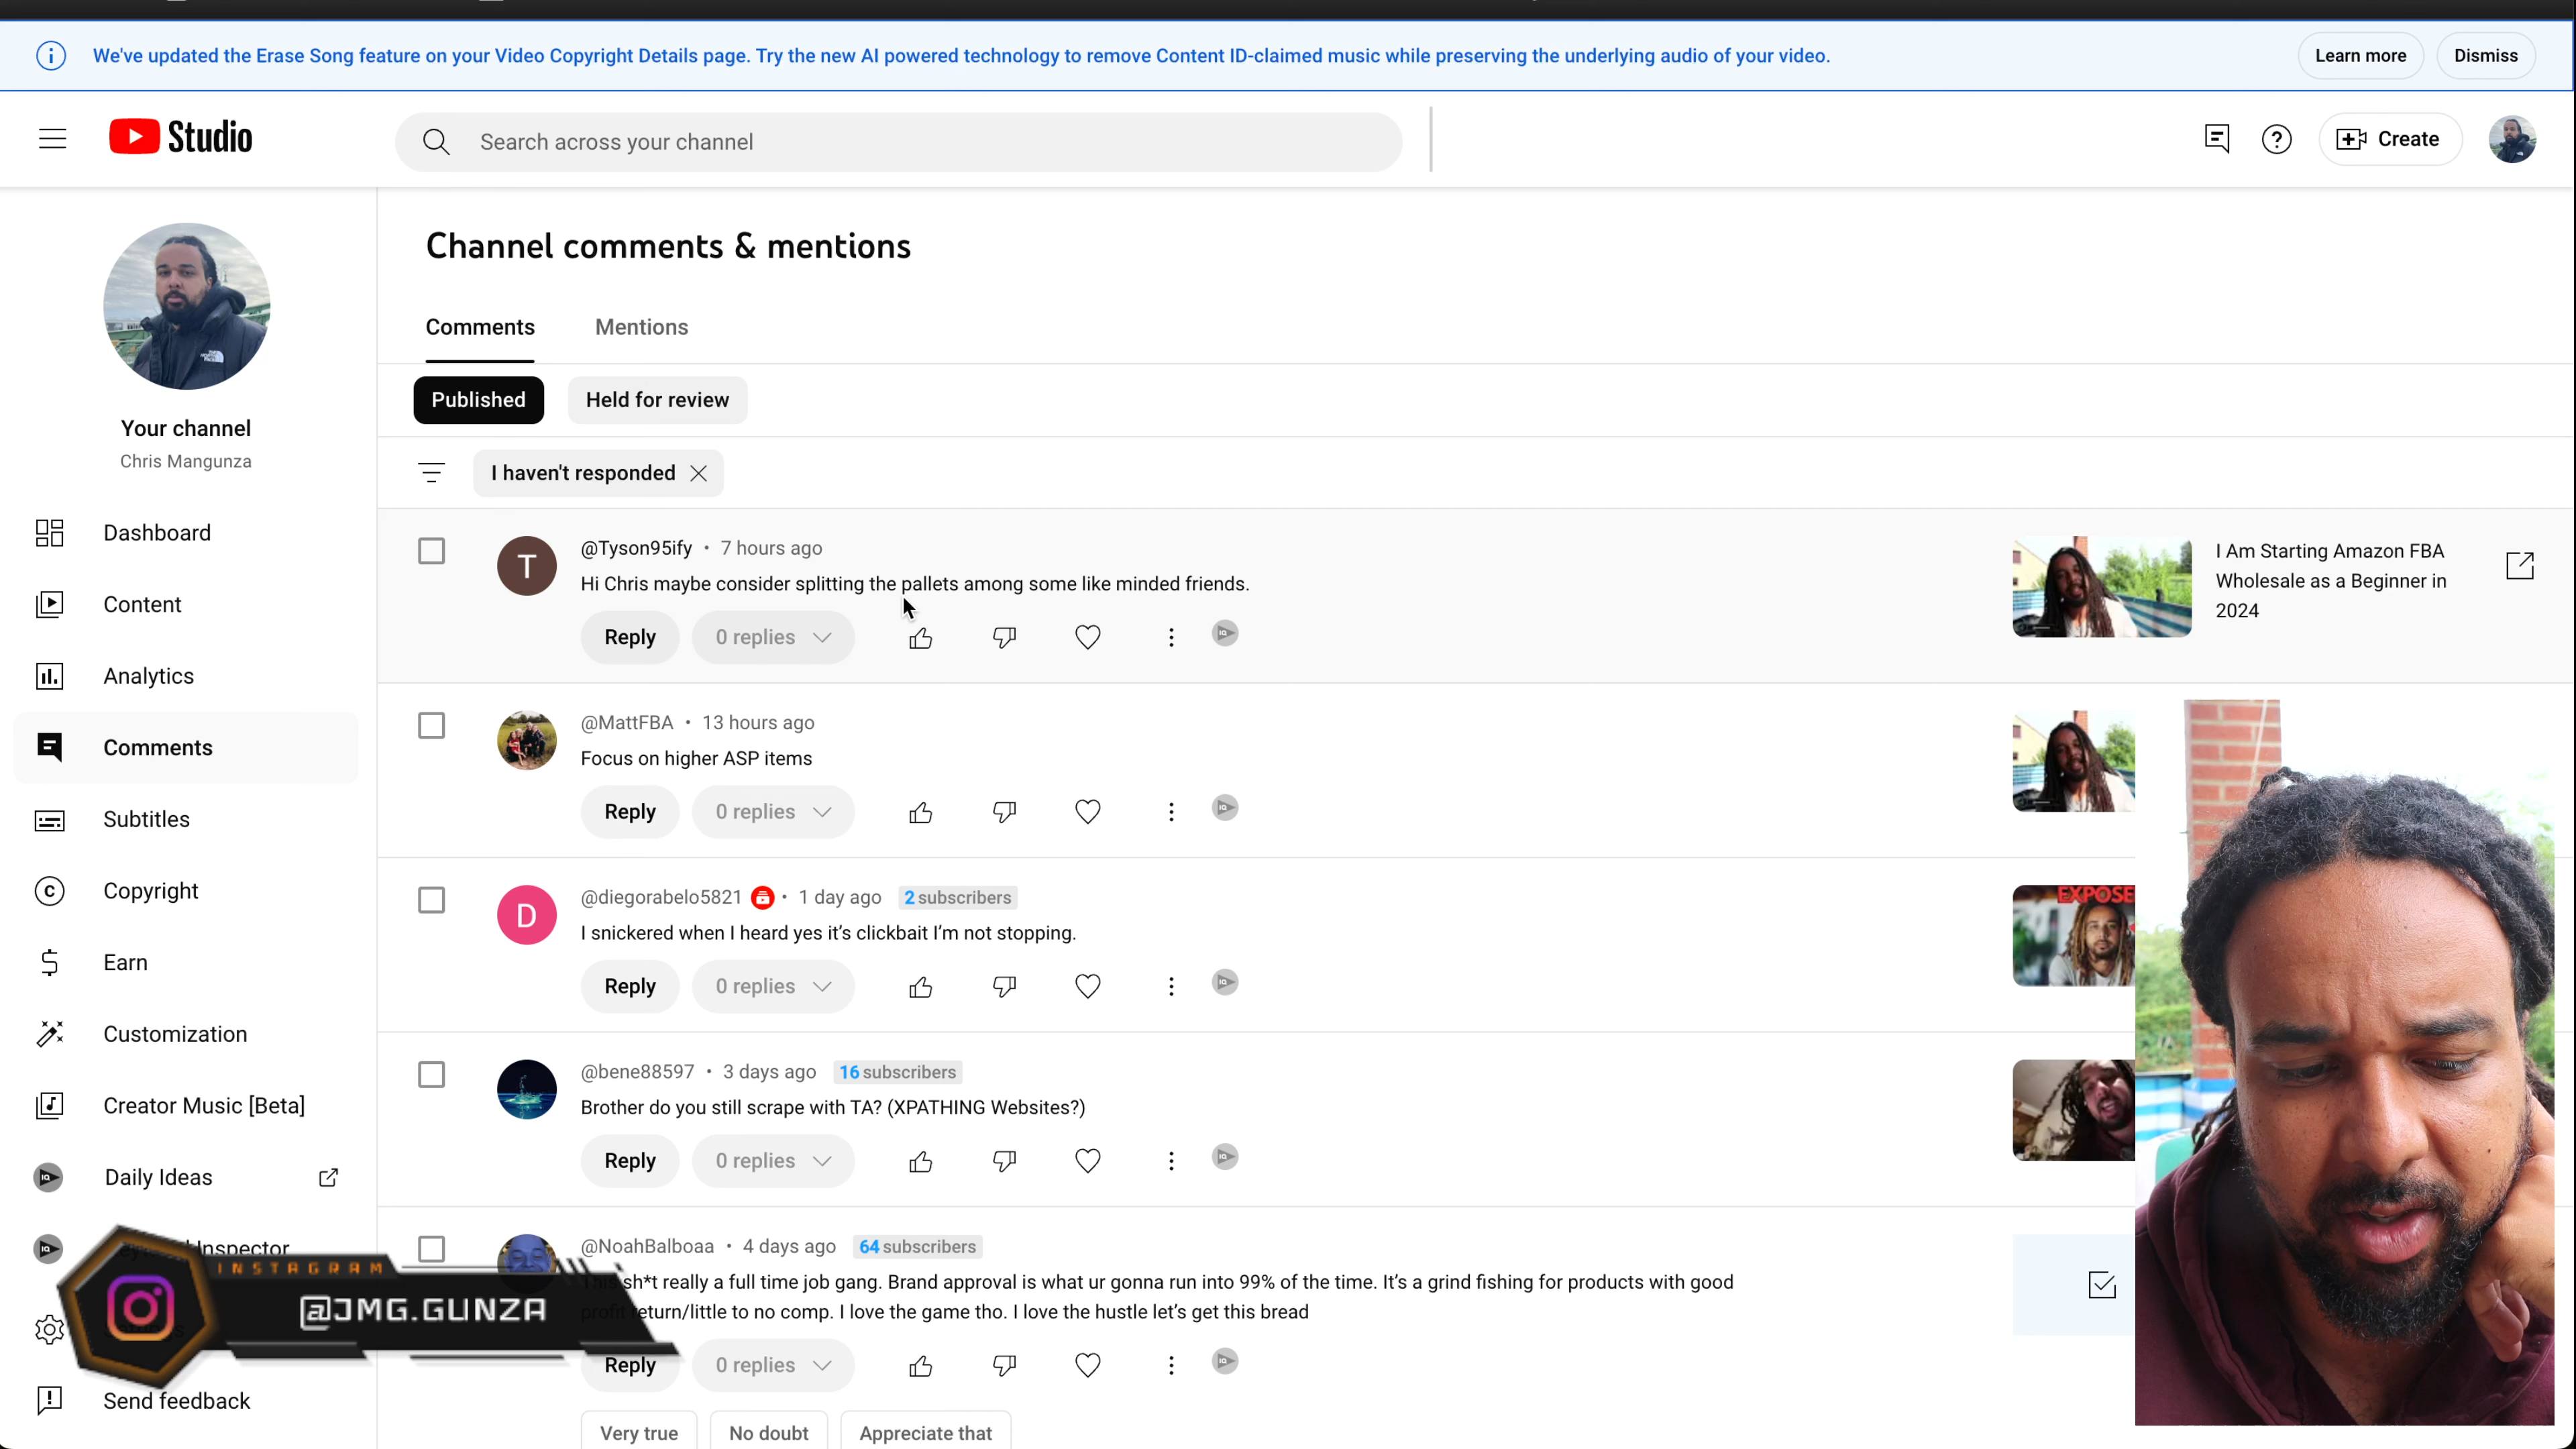 We've updated the Erase Song feature on your Video Copyright Details page. Try the new AI powered technology to remove Content ID-claimed music while preserving the underlying audio of your video.
Learn more
Dismiss
Studio
Search across your channel
Create
Your channel
Chris Mangunza
Dashboard
Content
Analytics
Comments
Subtitles
Copyright
Earn
Customization
Creator Music [Beta]
Daily Ideas
Inspector
INSTAGRAM
@JMG.GUNZA
Send feedback
Channel comments & mentions
Comments
Mentions
Published
Held for review
I haven't responded
T
@Tyson95ify • 7 hours ago
Hi Chris maybe consider splitting the pallets among some like minded friends.
Reply
0 replies
I Am Starting Amazon FBA
Wholesale as a Beginner in
2024
@MattFBA • 13 hours ago
Focus on higher ASP items
Reply
0 replies
D
@diegorabelo5821 • 1 day ago 2 subscribers
I snickered when I heard yes it’s clickbait I’m not stopping.
Reply
0 replies
EXPOSE
@bene88597 • 3 days ago 16 subscribers
Brother do you still scrape with TA? (XPATHING Websites?)
Reply
0 replies
@NoahBalboaa • 4 days ago 64 subscribers
This sh*t really a full time job gang. Brand approval is what ur gonna run into 99% of the time. It’s a grind fishing for products with good
profit return/little to no comp. I love the game tho. I love the hustle let’s get this bread
Reply
0 replies
Very true
No doubt
Appreciate that